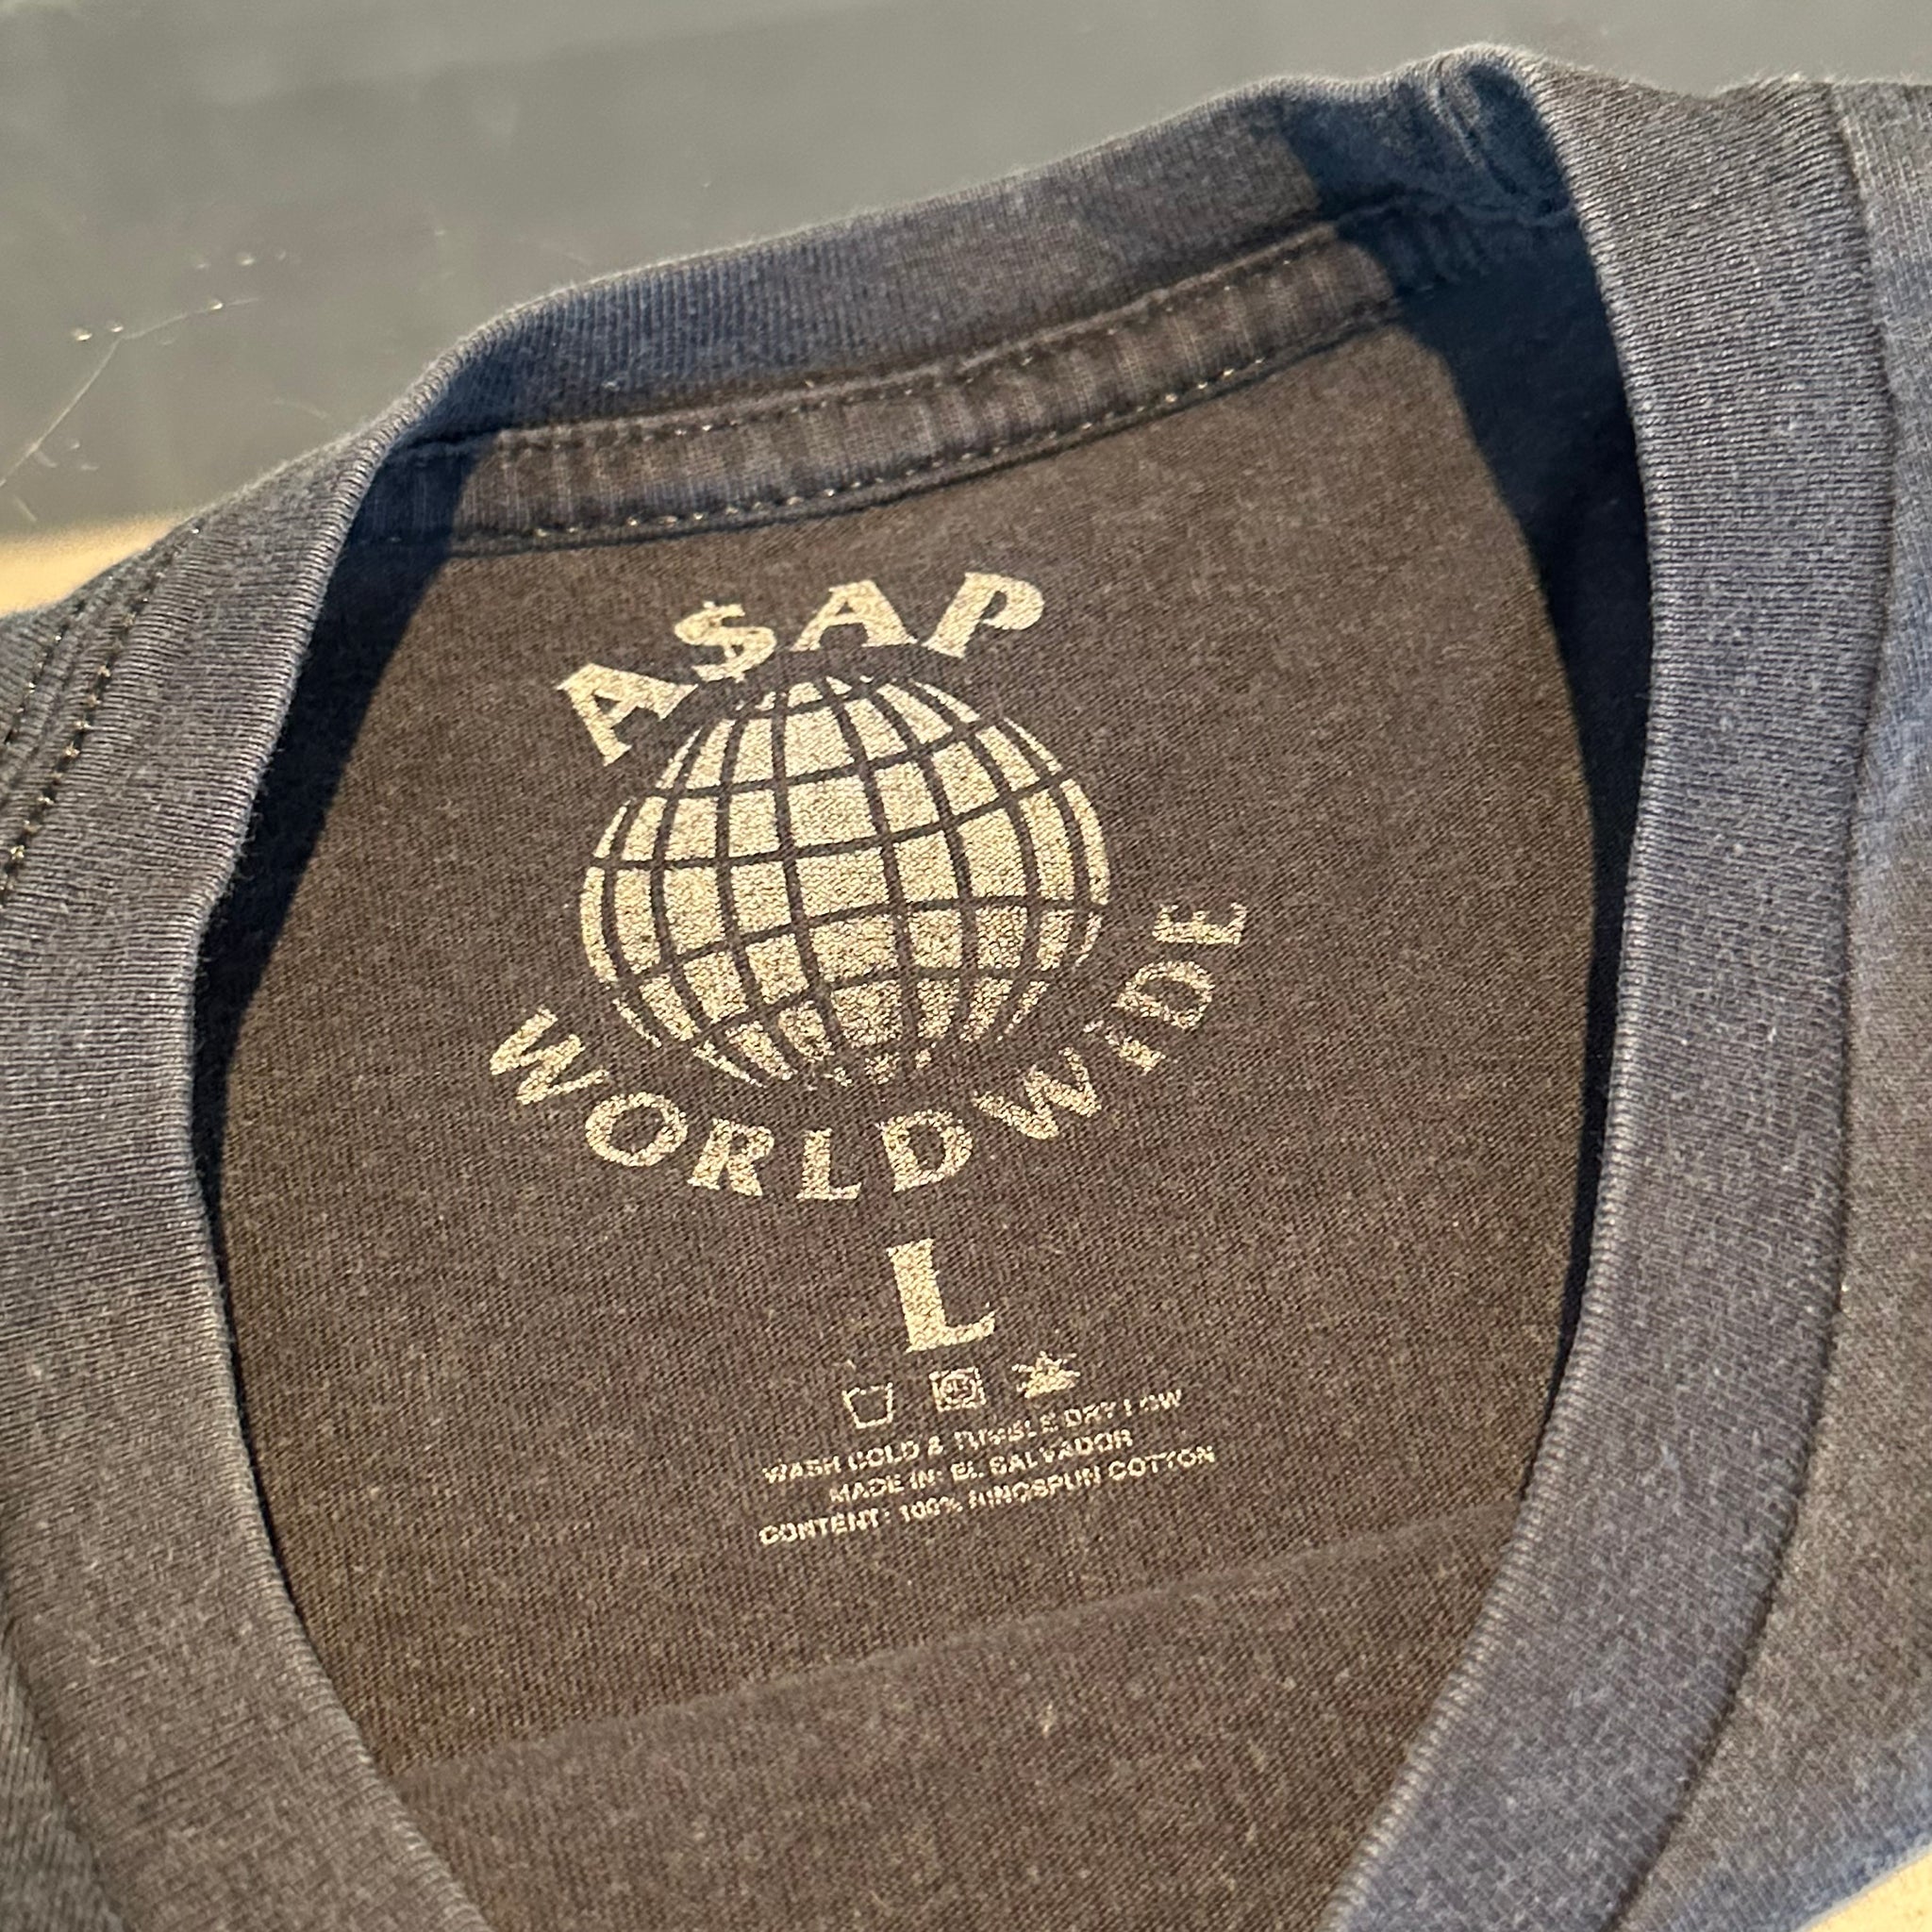 A$AP
WORLDWIDE
L
WASH COLD & TUMBLE DRY LOW
MADE IN: EL SALVADOR
CONTENT: 100% RINGSPUN COTTON